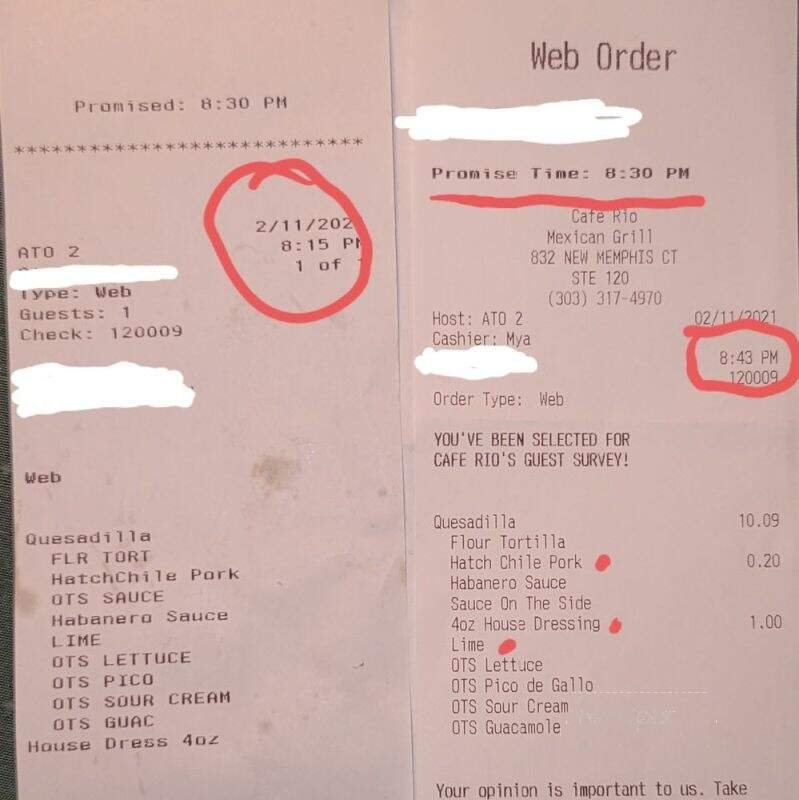 Promised: 8:30 PM
****************************
2/11/202
8:15 PM
ATO 2
1 of
Type: Web
Guests: 1
Check: 120009
Web
Quesadilla
FLR TORT
HatchChile Pork
OTS SAUCE
Habanero Sauce
LIME
OTS LETTUCE
OTS PICO
OTS SOUR CREAM
OTS GUAC
House Dress 4oz
Web Order
Promise Time: 8:30 PM
Cafe Rio
Mexican Grill
832 NEW MEMPHIS CT
STE 120
(303) 317-4970
Host: ATO 2 02/11/2021
Cashier: Mya
8:43 PM
120009
Order Type: Web
YOU'VE BEEN SELECTED FOR
CAFE RIO'S GUEST SURVEY!
Quesadilla 10.09
Flour Tortilla
Hatch Chile Pork 0.20
Habanero Sauce
Sauce On The Side
4oz House Dressing 1.00
Lime
OTS Lettuce
OTS Pico de Gallo
OTS Sour Cream
OTS Guacamole
Your opinion is important to us. Take